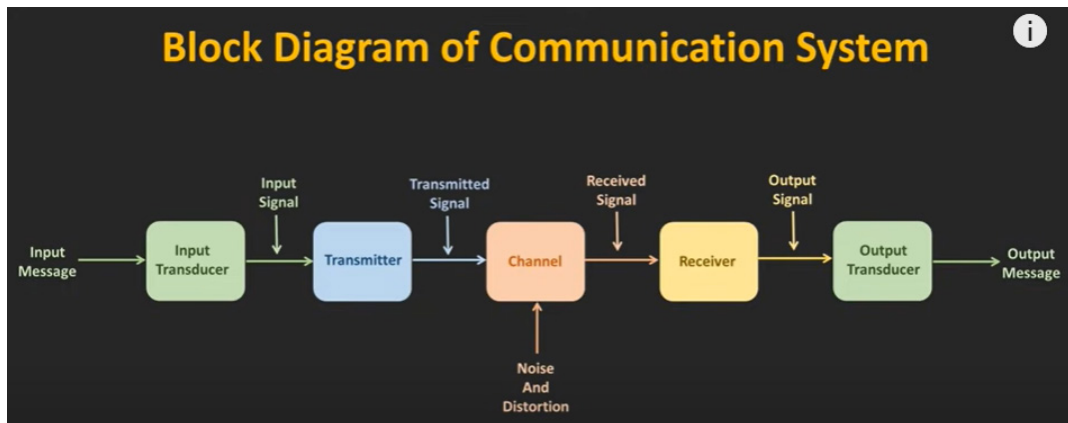 i
Block Diagram of Communication System
Input
Signal
Transmitted
Signal
Received
Signal
Output
Signal
Input
Message
Input
Transducer
Transmitter
Channel
Receiver
Output
Transducer
Output
Message
Noise
And
Distortion